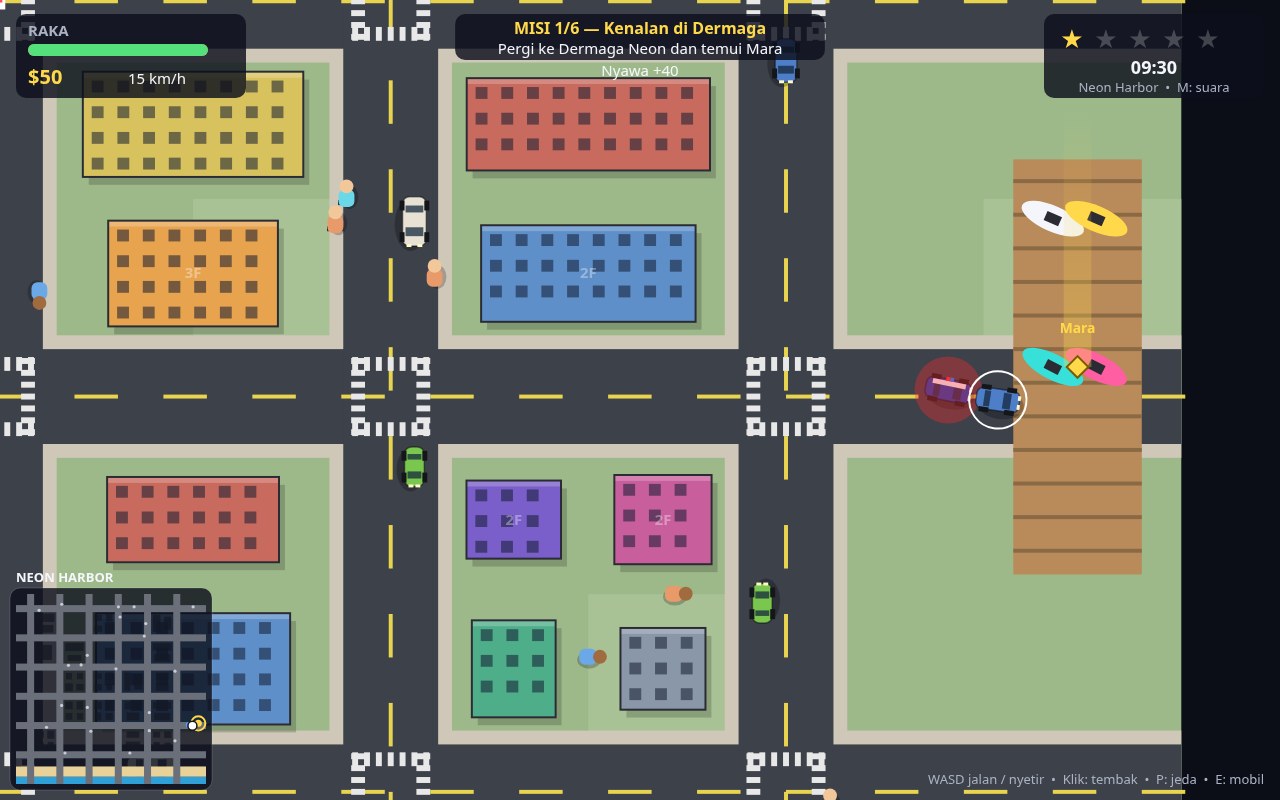 RAKA
$50
15 km/h
MISI 1/6 — Kenalan di Dermaga
Pergi ke Dermaga Neon dan temui Mara
Nyawa +40
09:30
Neon Harbor • M: suara
3F
2F
Mara
2F
2F
NEON HARBOR
WASD jalan / nyetir • Klik: tembak • P: jeda • E: mobil